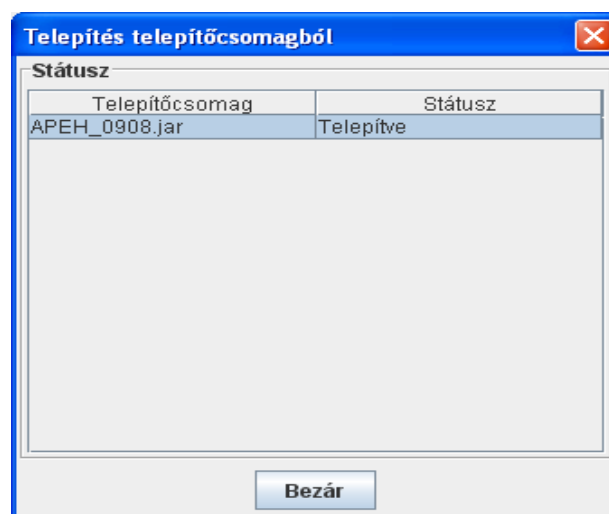 Telepítés telepítőcsomagból
Státusz
Telepítőcsomag Státusz
APEH_0908.jar Telepítve
Bezár